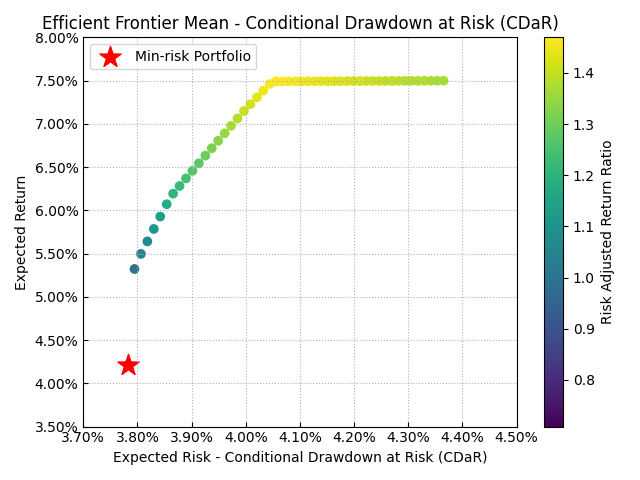 Efficient Frontier Mean - Conditional Drawdown at Risk (CDaR)
Min-risk Portfolio
8.00%
7.50%
7.00%
6.50%
6.00%
5.50%
5.00%
4.50%
4.00%
3.50%
Expected Return
3.70% 3.80% 3.90% 4.00% 4.10% 4.20% 4.30% 4.40% 4.50%
Expected Risk - Conditional Drawdown at Risk (CDaR)
1.4
1.3
1.2
1.1
1.0
0.9
0.8
Risk Adjusted Return Ratio